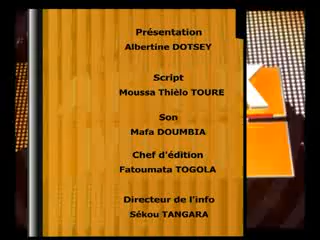 Présentation
Albertine DOTSEY
Script
Moussa Thièlo TOURE
Son
Mafa DOUMBIA
Chef d'édition
Fatoumata TOGOLA
Directeur de l'info
Sékou TANGARA